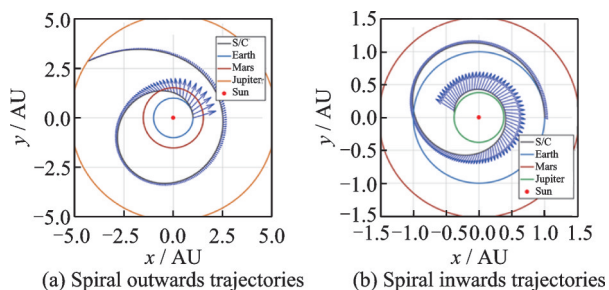 5.0
2.5
0.0
−2.5
−5.0
y / AU
S/C
Earth
Mars
Jupiter
Sun
−5.0 −2.5 0.0 2.5 5.0
x / AU
(a) Spiral outwards trajectories
1.5
1.0
0.5
0.0
−0.5
−1.0
−1.5
y / AU
S/C
Earth
Mars
Jupiter
Sun
−1.5 −1.0 −0.5 0.0 0.5 1.0 1.5
x / AU
(b) Spiral inwards trajectories